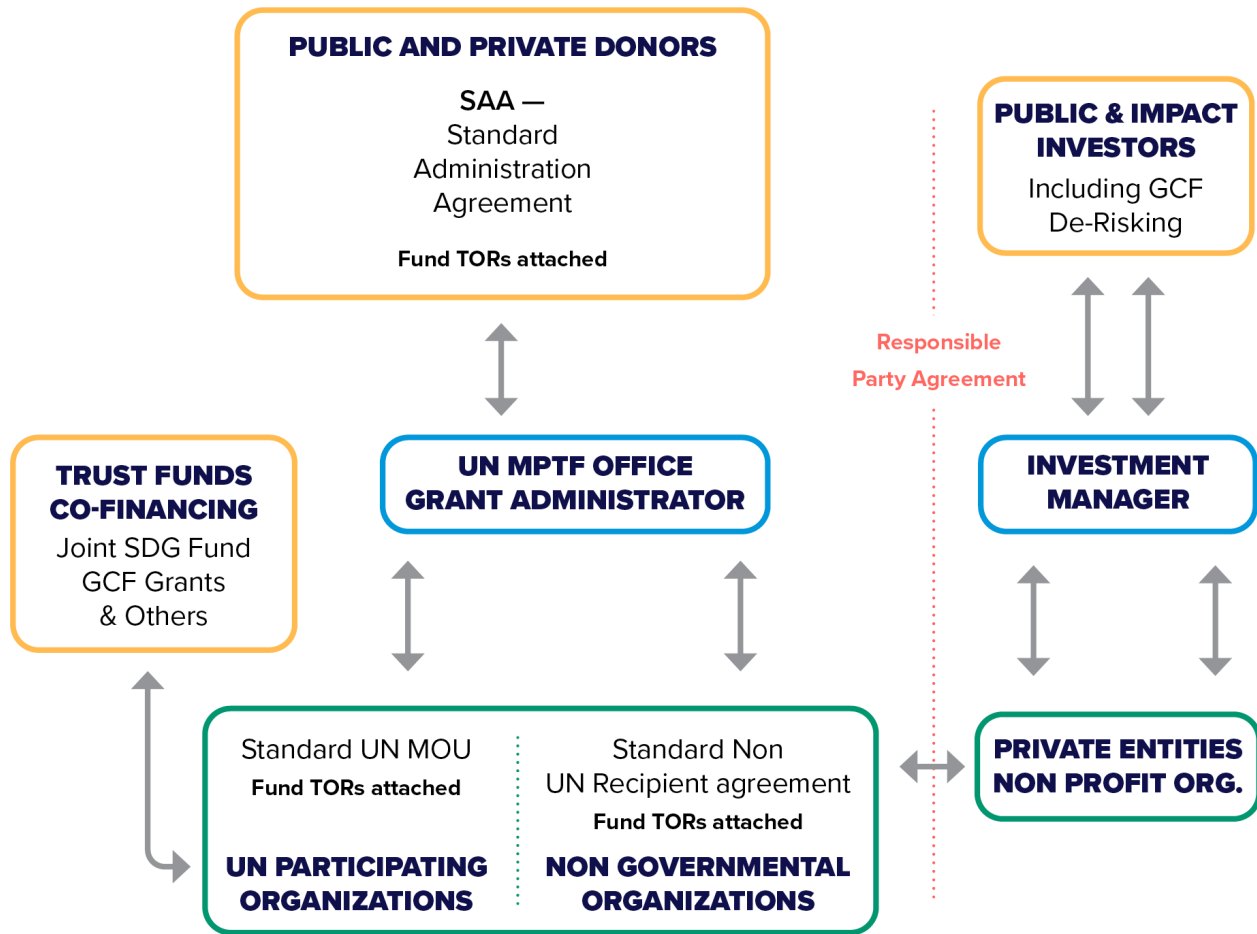 PUBLIC AND PRIVATE DONORS
SAA —
Standard
Administration
Agreement
Fund TORs attached
PUBLIC & IMPACT
INVESTORS
Including GCF
De-Risking
Responsible
Party Agreement
TRUST FUNDS
CO-FINANCING
Joint SDG Fund
GCF Grants
& Others
UN MPTF OFFICE
GRANT ADMINISTRATOR
INVESTMENT
MANAGER
Standard UN MOU
Fund TORs attached
UN PARTICIPATING
ORGANIZATIONS
Standard Non
UN Recipient agreement
Fund TORs attached
NON GOVERNMENTAL
ORGANIZATIONS
PRIVATE ENTITIES
NON PROFIT ORG.